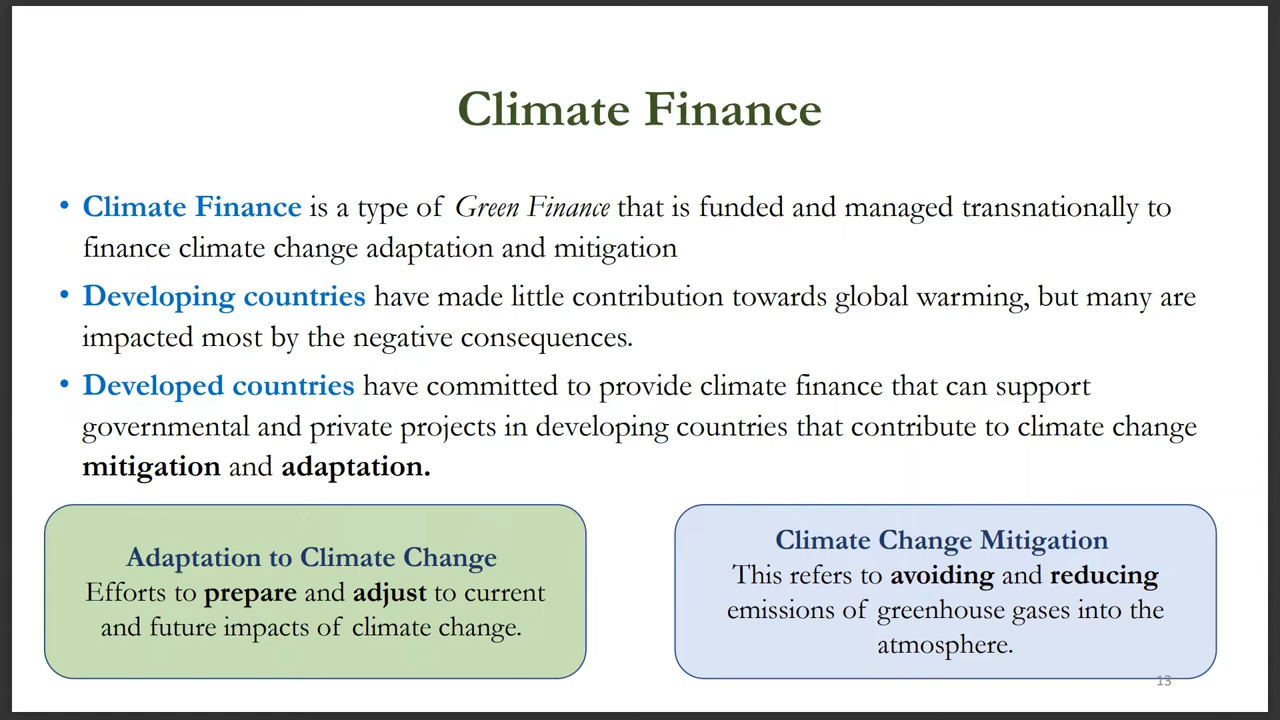 Climate Finance
• Climate Finance is a type of Green Finance that is funded and managed transnationally to
finance climate change adaptation and mitigation
• Developing countries have made little contribution towards global warming, but many are
impacted most by the negative consequences.
• Developed countries have committed to provide climate finance that can support
governmental and private projects in developing countries that contribute to climate change
mitigation and adaptation.
Adaptation to Climate Change
Efforts to prepare and adjust to current
and future impacts of climate change.
Climate Change Mitigation
This refers to avoiding and reducing
emissions of greenhouse gases into the
atmosphere.
13